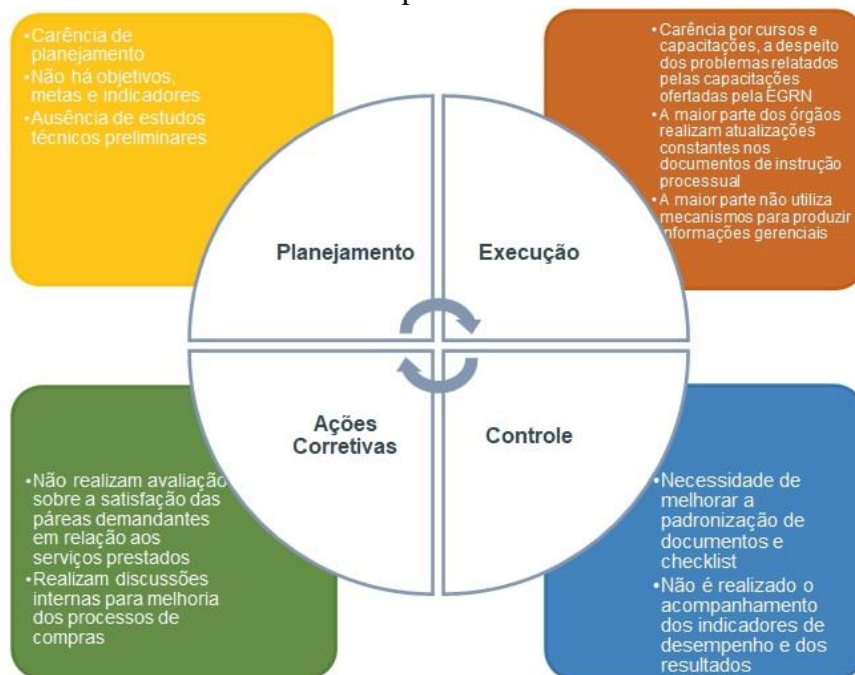 •Carência de
planejamento
•Não há objetivos,
metas e indicadores
•Ausência de estudos
técnicos preliminares
•Carência por cursos e
capacitações, a despeito
dos problemas relatados
pelas capacitações
ofertadas pela EGRN
•A maior parte dos órgãos
realizam atualizações
constantes nos
documentos de instrução
processual
•A maior parte não utiliza
mecanismos para produzir
informações gerenciais
Planejamento
Execução
Ações
Corretivas
Controle
•Não realizam avaliação
sobre a satisfação das
páreas demandantes
em relação aos
serviços prestados
•Realizam discussões
internas para melhoria
dos processos de
compras
•Necessidade de
melhorar a
padronização de
documentos e
checklist
•Não é realizado o
acompanhamento
dos indicadores de
desempenho e dos
resultados